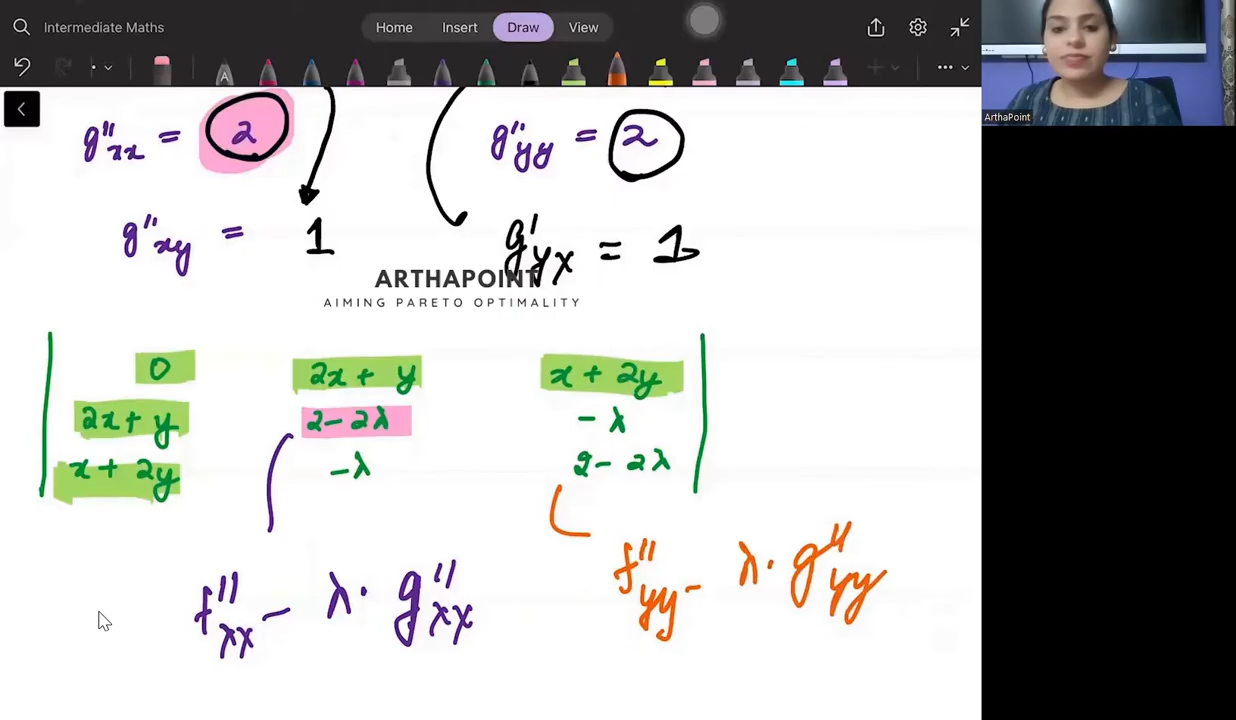 Intermediate Maths
Home Insert Draw View
ArthaPoint
g''xx = 2
g''yy = 2
g''xy = 1
g'yx = 1
ARTHAPOINT
AIMING PARETO OPTIMALITY
0 2x + y x + 2y
2x + y 2 - 2λ - λ
x + 2y -λ 2 - 2λ
f''xx - λ. g''xx
f''yy - λ. g''yy